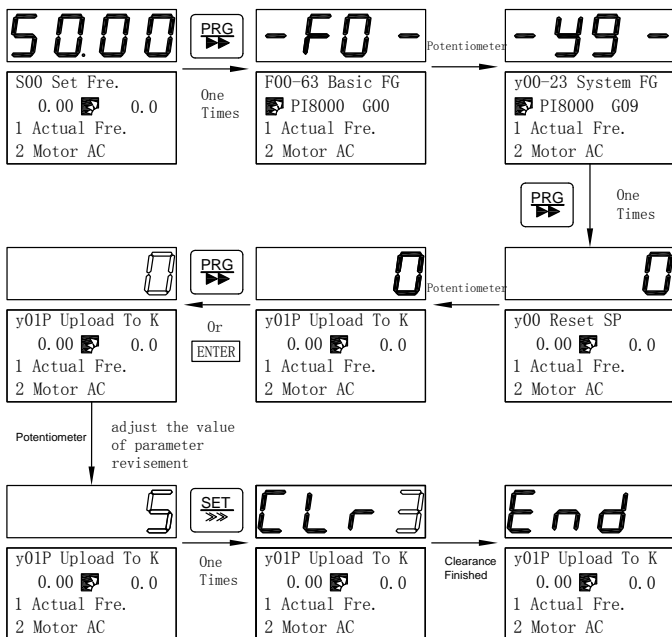 50.00
PRG
One
Times
-F0-
Potentiometer
-y9-
S00 Set Fre.
0.00 0.0
1 Actual Fre.
2 Motor AC
F00-63 Basic FG
PI8000 G00
1 Actual Fre.
2 Motor AC
y00-23 System FG
PI8000 G09
1 Actual Fre.
2 Motor AC
PRG
One
Times
0
PRG
Or
ENTER
0
Potentiometer
0
y01P Upload To K
0.00 0.0
1 Actual Fre.
2 Motor AC
y01P Upload To K
0.00 0.0
1 Actual Fre.
2 Motor AC
y00 Reset SP
0.00 0.0
1 Actual Fre.
2 Motor AC
Potentiometer
adjust the value
of parameter
revisement
5
SET
One
Times
CLr3
Clearance
Finished
End
y01P Upload To K
0.00 0.0
1 Actual Fre.
2 Motor AC
y01P Upload To K
0.00 0.0
1 Actual Fre.
2 Motor AC
y01P Upload To K
0.00 0.0
1 Actual Fre.
2 Motor AC